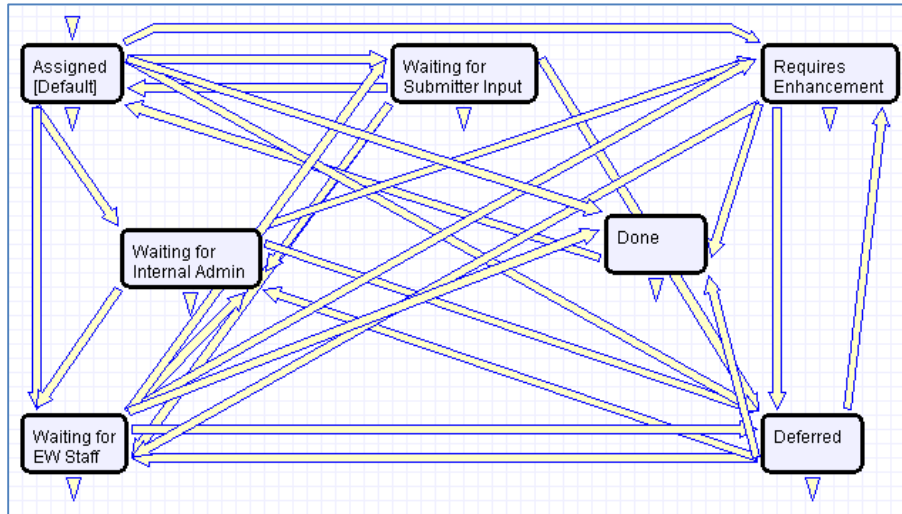 Assigned
[Default]
Waiting for
Submitter Input
Requires
Enhancement
Waiting for
Internal Admin
Done
Waiting for
EW Staff
Deferred